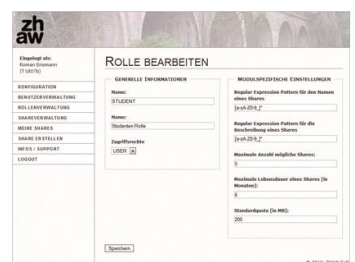 zh
aw
Eingeloggt als:
Roman Ernsmann
KONFIGURATION
BENUTZERVERWALTUNG
ROLLENVERWALTUNG
SHAREVERWALTUNG
MEINE SHARES
SHARE ERSTELLEN
INFOS / SUPPORT
LOGOUT
ROLLE BEARBEITEN
GENERELLE INFORMATIONEN
Name:
STUDENT
Name:
Studenten Rolle
Zugriffsrechte
USER
Speichern
MODULSPEZIFISCHE EINSTELLUNGEN
Regular Expression Pattern für den Namen
eines Shares
[a-zA-Z0-9_]*
Regular Expression Pattern für die
Beschreibung eines Shares
[a-zA-Z0-9_]*
Maximale Anzahl mögliche Shares:
Maximale Lebensdauer eines Shares [in
Monaten]:
6
Standardquota [in MB]:
200